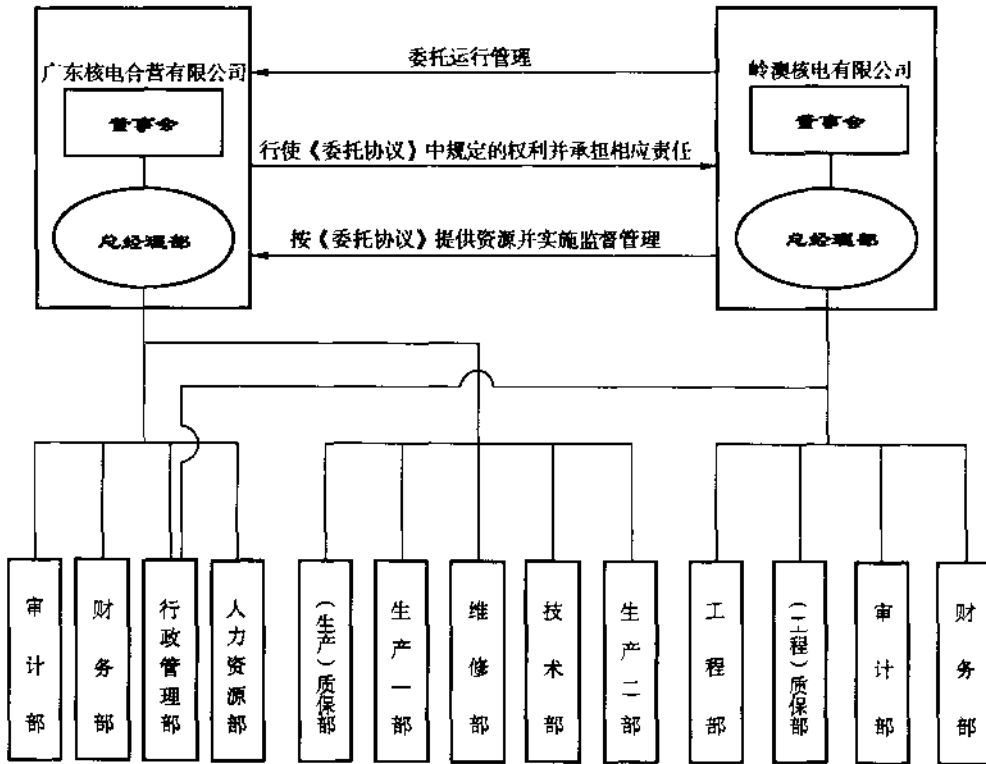 委托运行管理
广东核电合营有限公司
岭澳核电有限公司
董事会
董事会
行使《委托协议》中规定的权利并承担相应责任
总经理部
按《委托协议》提供资源并实施监督管理
总经理部
审计部
财务部
行政管理部
人力资源部
(生产)质保部
生产一部
维修部
技术部
生产二部
工程部
(工程)质保部
审计部
财务部